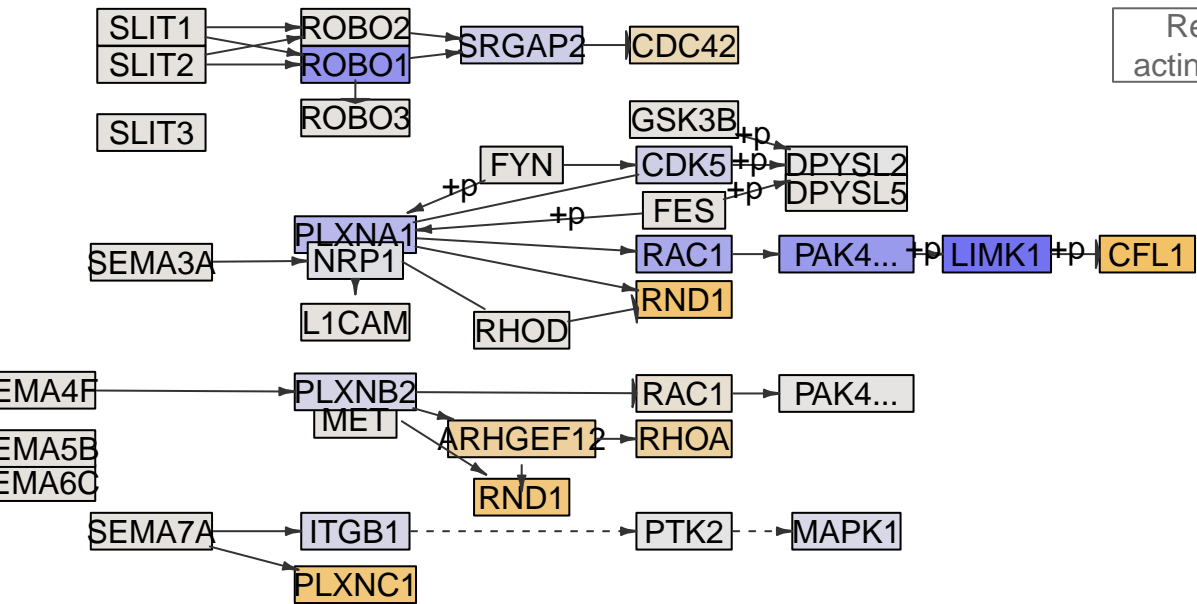 SLIT1
ROBO2
SRGAP2
CDC42
Re
actin
SLIT2
ROBO1
SLIT3
ROBO3
GSK3B
+p
FYN
CDK5
+p
DPYSL2
DPYSL5
+p
+p
FES
+p
PLXNA1
SEMA3A
NRP1
RAC1
PAK4...
+p
LIMK1
+p
CFL1
RND1
L1CAM
RHOD
EMA4F
PLXNB2
RAC1
PAK4...
MET
ARHGEF12
RHOA
EMA5B
EMA6C
RND1
SEMA7A
ITGB1
PTK2
MAPK1
PLXNC1